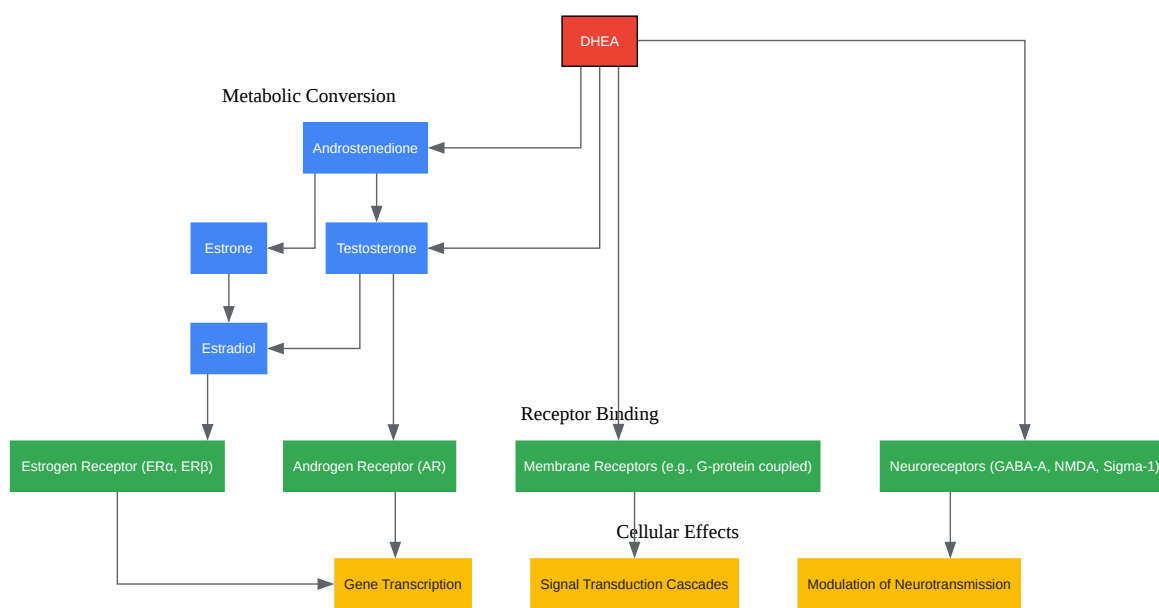 DHEA
Metabolic Conversion
Androstenedione
Estrone
Testosterone
Estradiol
Receptor Binding
Estrogen Receptor (ERα, ERβ)
Androgen Receptor (AR)
Membrane Receptors (e.g., G-protein coupled)
Neuroreceptors (GABA-A, NMDA, Sigma-1)
Cellular Effects
Gene Transcription
Signal Transduction Cascades
Modulation of Neurotransmission